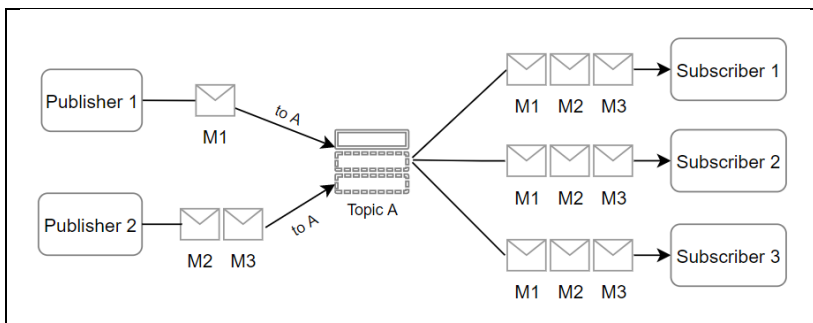 Publisher 1
M1
to A
Publisher 2
M2 M3
to A
Topic A
M1 M2 M3
Subscriber 1
M1 M2 M3
Subscriber 2
M1 M2 M3
Subscriber 3